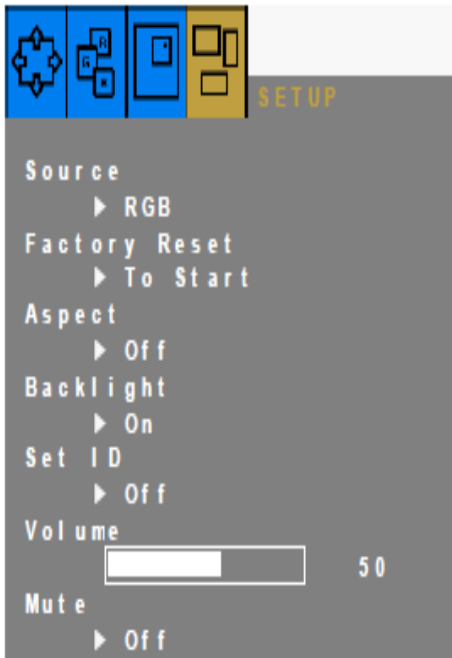 R
G
SETUP
Source
RGB
Factory Reset
To Start
Aspect
Off
Backlight
On
Set ID
Off
Volume
50
Mute
Off